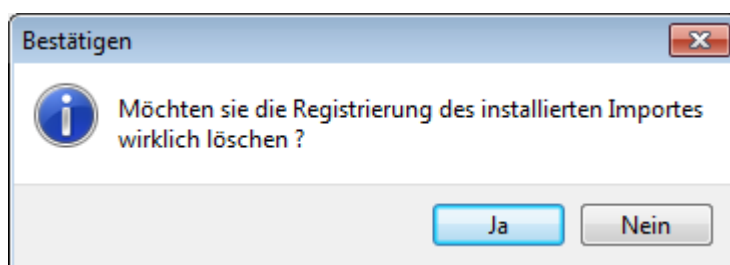 Bestätigen
Möchten sie die Registrierung des installierten Importes
wirklich löschen ?
Ja
Nein